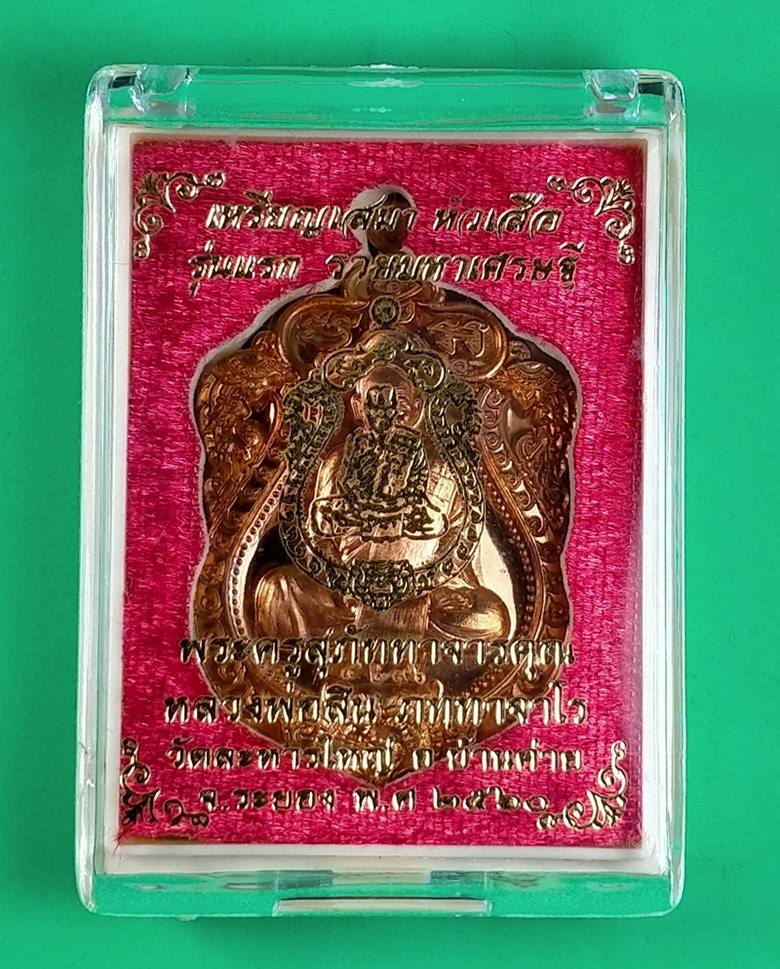 เหรียญเสมา หัวเสือ
รุ่นแรก รวยมหาเศรษฐี
พระครูสุภัททาจารคุณ
หลวงพ่อสิน ภททาจาโร
วัดละหารใหญ่ อ บ้านค่าย
จ.ระยอง พ.ศ ๒๕๖๐